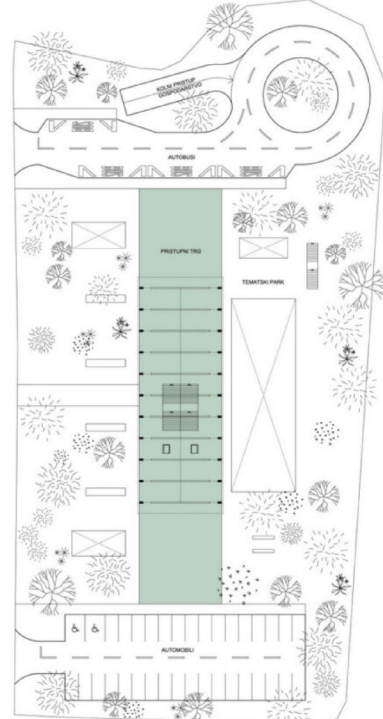 KOLNI PRISTUP
GOSPODARSTVO
AUTOBUSI
PRISTUPNI TRG
TEMATSKI PARK
AUTOMOBILI